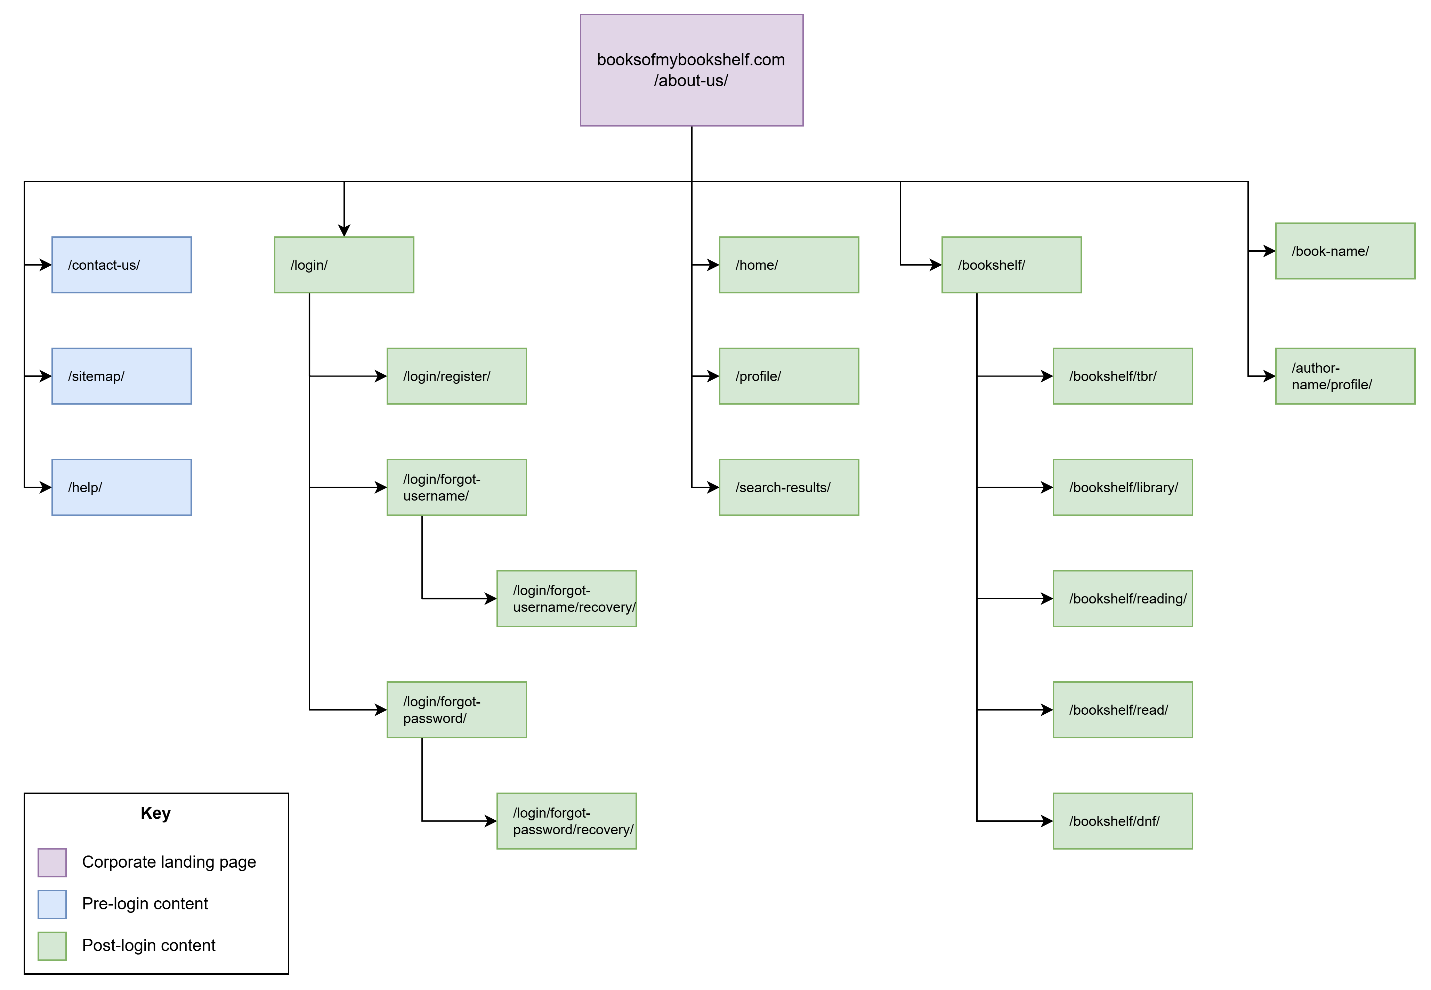 booksofmybookshelf.com
/about-us/
/contact-us/
/sitemap/
/help/
/login/
/login/register/
/login/forgot-
username/
/login/forgot-
username/recovery/
/login/forgot-
password/
/login/forgot-
password/recovery/
/home/
/profile/
/search-results/
/bookshelf/
/bookshelf/tbr/
/bookshelf/library/
/bookshelf/reading/
/bookshelf/read/
/bookshelf/dnf/
/book-name/
/author-
name/profile/
Key
Corporate landing page
Pre-login content
Post-login content